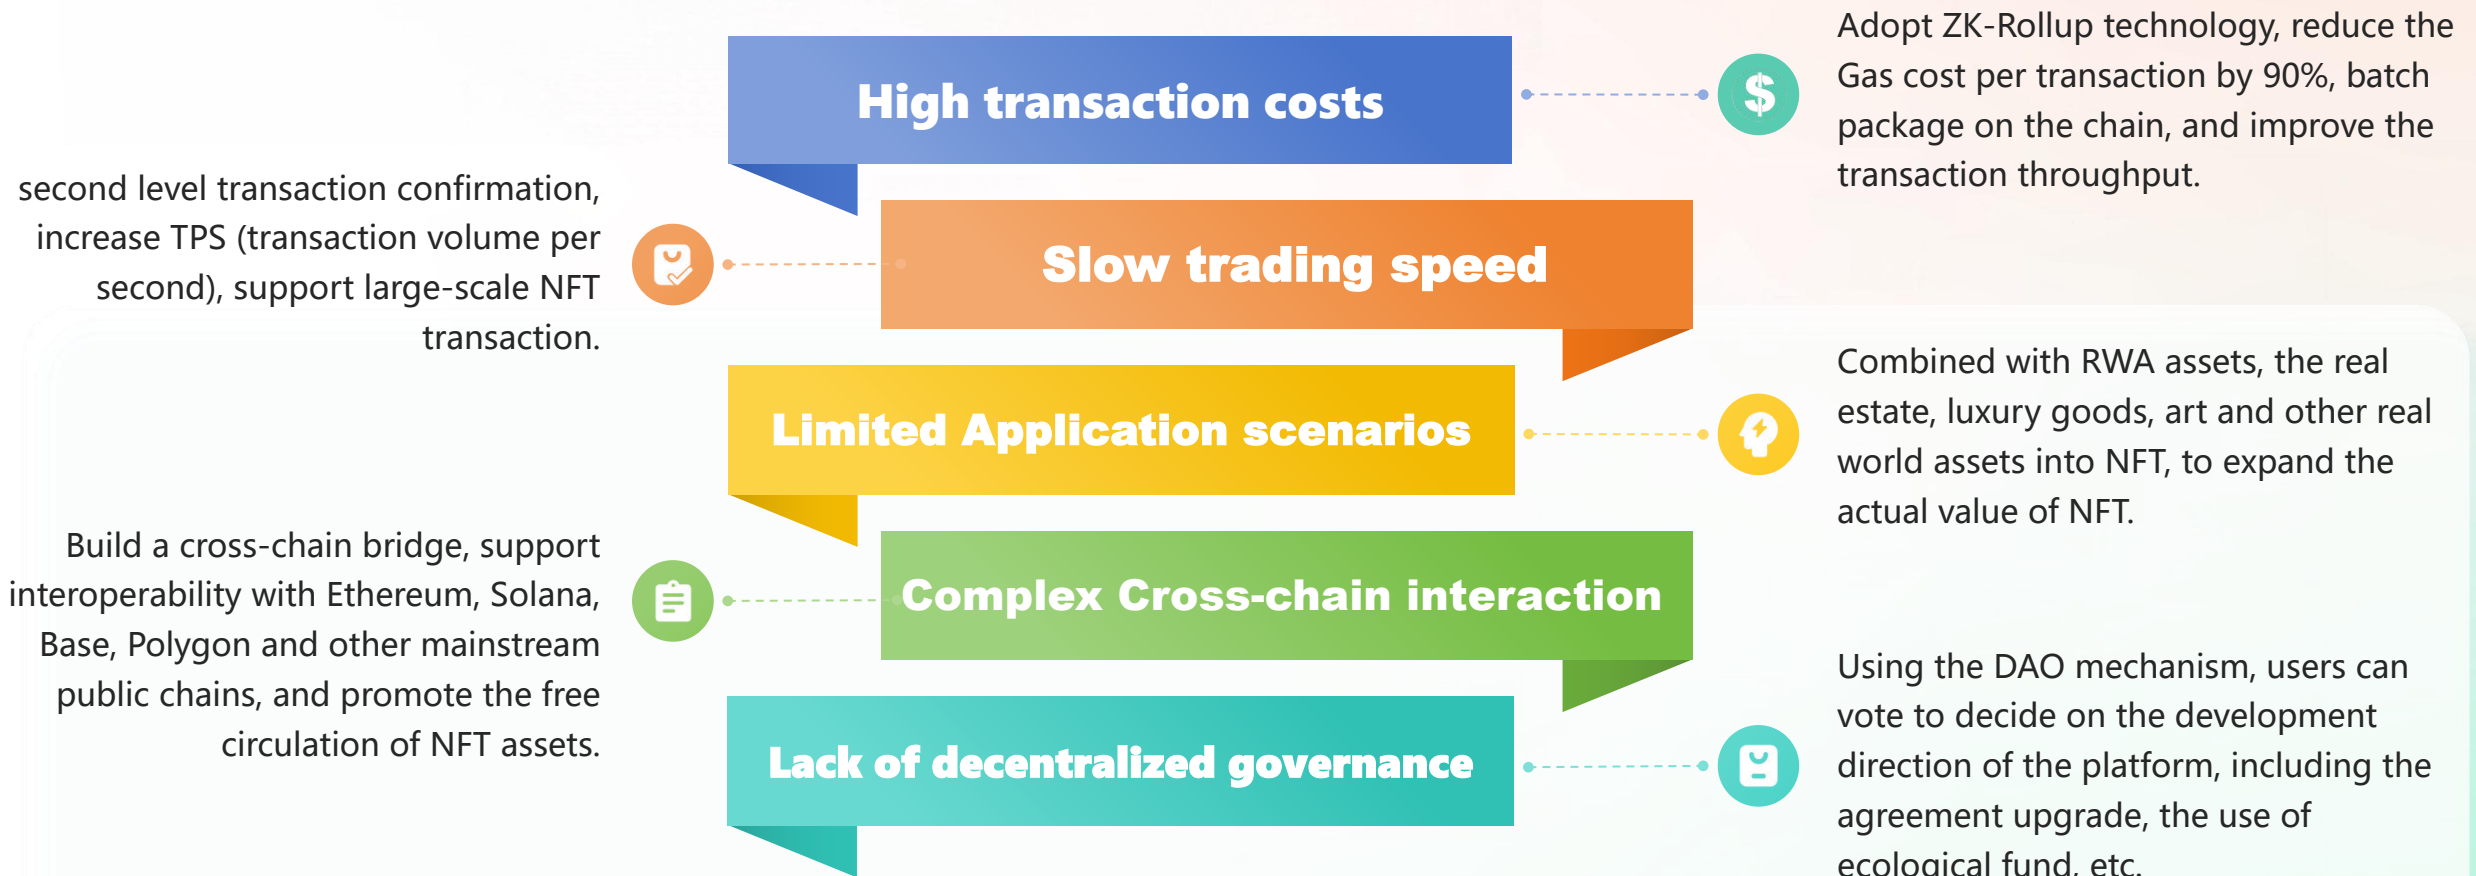 High transaction costs
Adopt ZK-Rollup technology, reduce the
Gas cost per transaction by 90%, batch
package on the chain, and improve the
transaction throughput.
second level transaction confirmation,
increase TPS (transaction volume per
second), support large-scale NFT
transaction.
Slow trading speed
Limited Application scenarios
Combined with RWA assets, the real
estate, luxury goods, art and other real
world assets into NFT, to expand the
actual value of NFT.
Build a cross-chain bridge, support
interoperability with Ethereum, Solana,
Base, Polygon and other mainstream
public chains, and promote the free
circulation of NFT assets.
Complex Cross-chain interaction
Lack of decentralized governance
Using the DAO mechanism, users can
vote to decide on the development
direction of the platform, including the
agreement upgrade, the use of
ecological fund, etc.